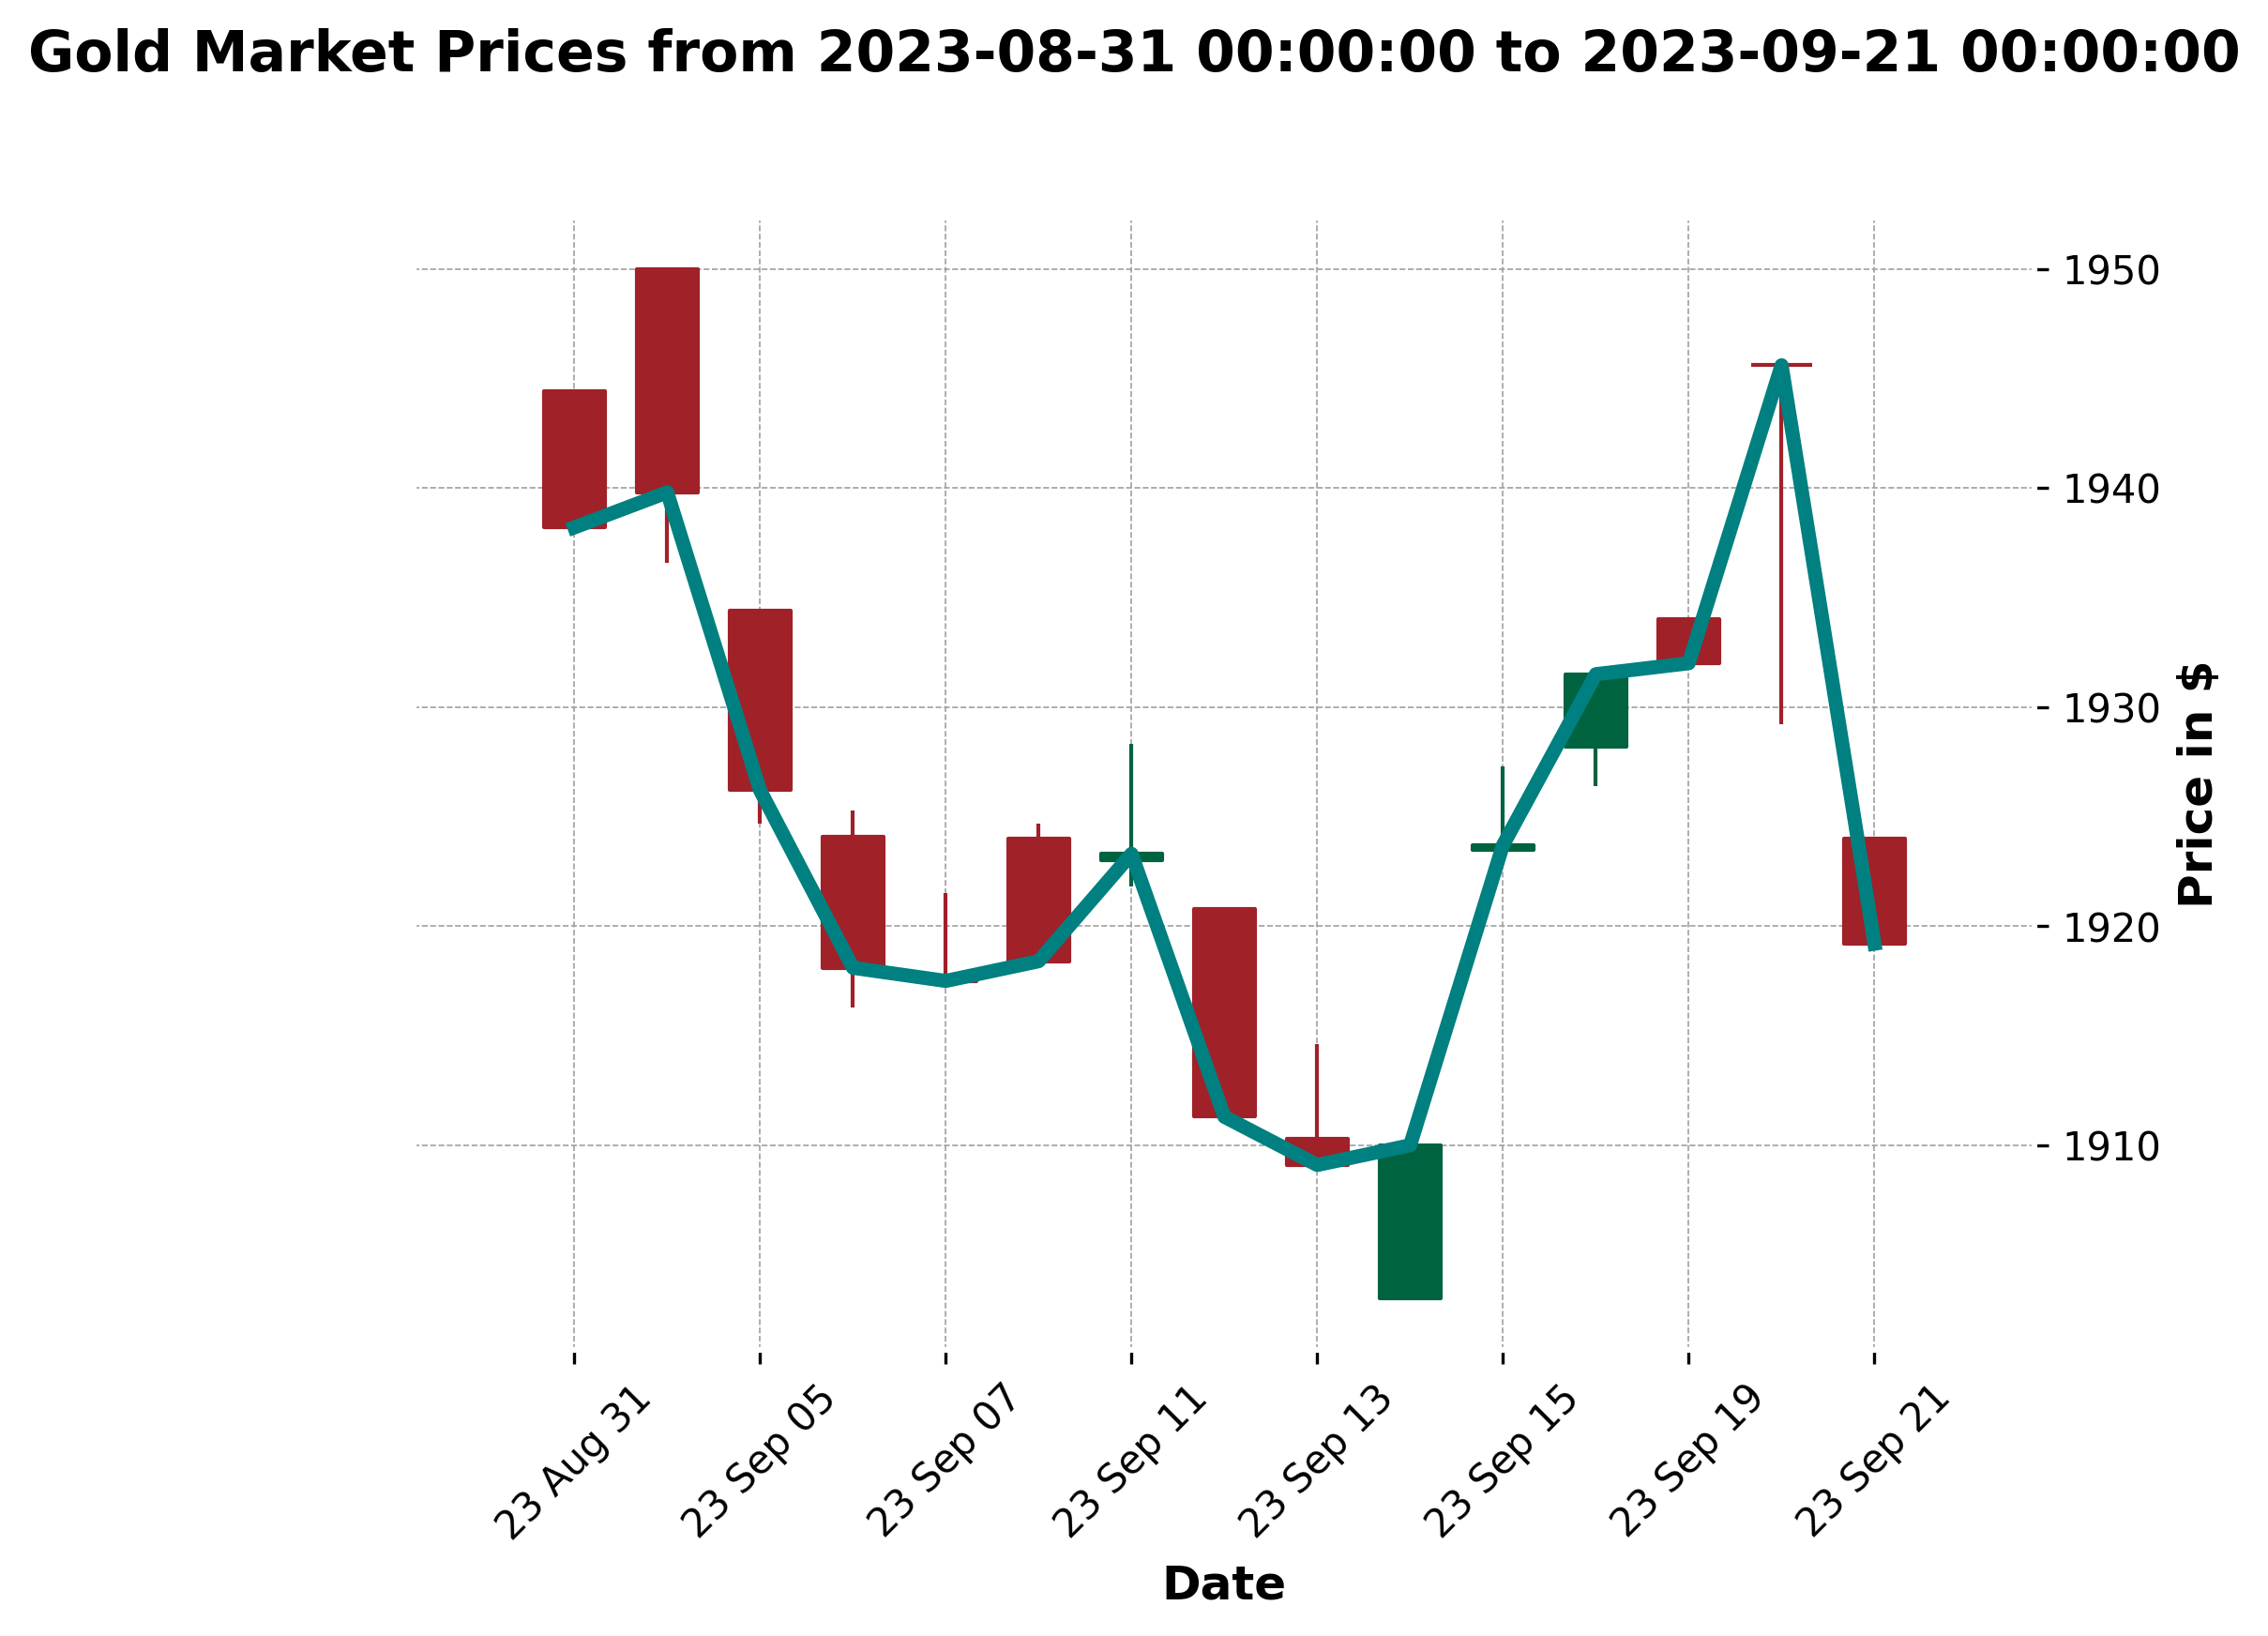 Gold Market Prices from 2023-08-31 00:00:00 to 2023-09-21 00:00:00
1950
1940
1930
1920
1910
Price in $
23 Aug 31
23 Sep 05
23 Sep 07
23 Sep 11
23 Sep 13
23 Sep 15
23 Sep 19
23 Sep 21
Date